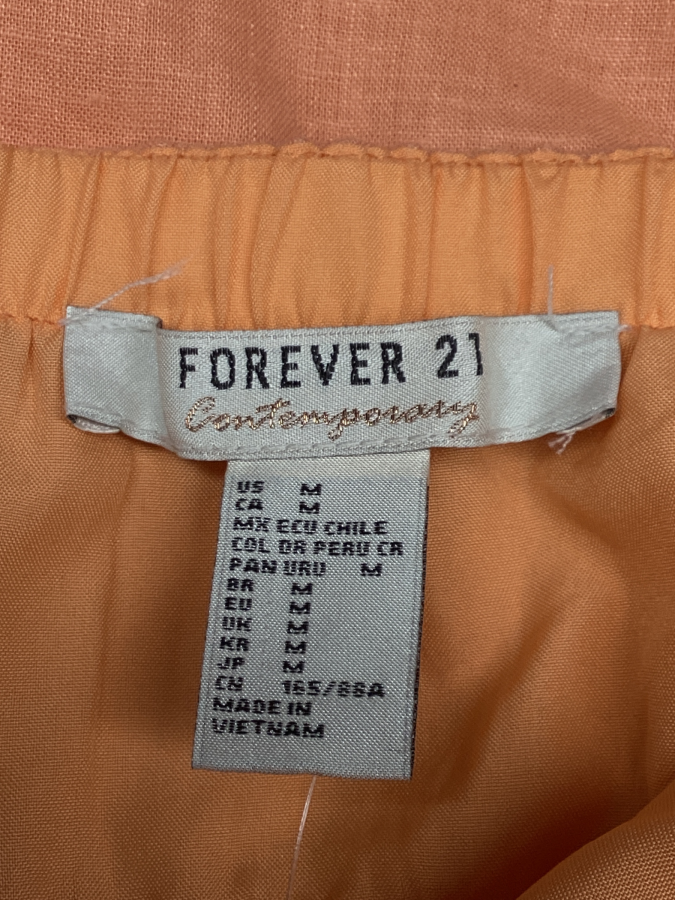 FOREVER 21
Contemporary
US M
CA M
MX ECU CHILE
COL DR PERU CR
PAN URU M
BR M
EU M
UK M
KR M
JP M
CN 165/88A
MADE IN
VIETNAM